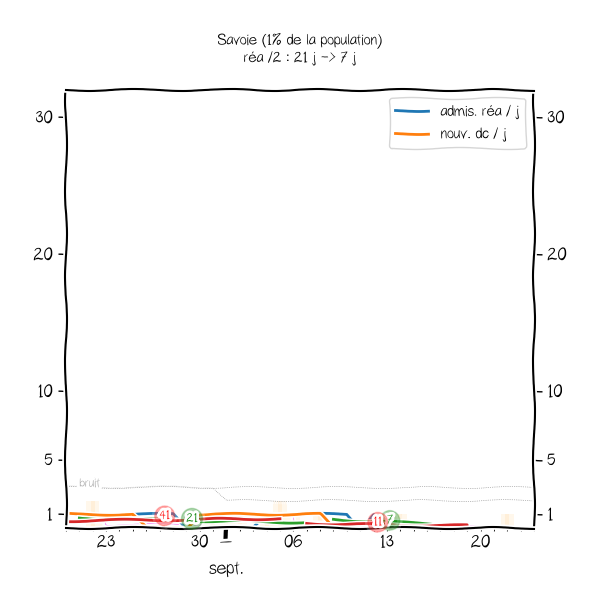 Savoie (1% de la population)
réa /2 : 21 j -> 7 j
admis. réa / j
nouv. dc / j
30 30
20 20
10 10
5 5
bruit
1 1
41 21 11 7
23 30 1 06 13 20
sept.